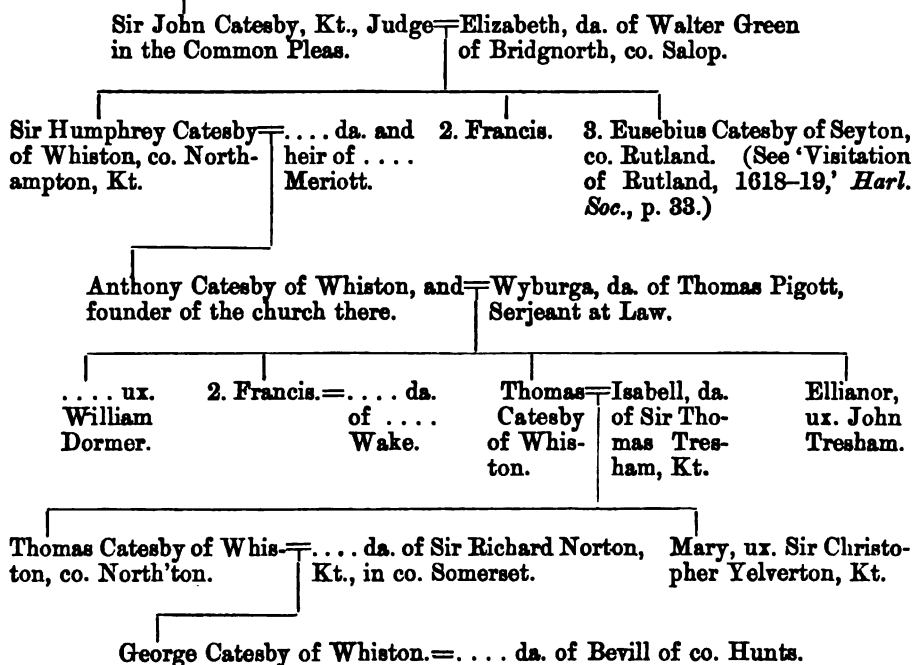 Sir John Catesby, Kt., Judge=Elizabeth, da. of Walter Green
in the Common Pleas. of Bridgnorth, co. Salop.
Sir Humphrey Catesby=.... da. and
of Whiston, co. North- heir of ....
ampton, Kt. Meriott.
2. Francis.
3. Eusebius Catesby of Seyton,
co. Rutland. (See ‘Visitation
of Rutland, 1618–19,’ Harl.
Soc., p. 33.)
Anthony Catesby of Whiston, and=Wyburga, da. of Thomas Pigott,
founder of the church there. Serjeant at Law.
.... ux.
William
Dormer.
2. Francis.=.... da.
of ....
Wake.
Thomas=Isabell, da.
Catesby of Sir Tho-
of Whis- mas Tres-
ton. ham, Kt.
Ellianor,
ux. John
Tresham.
Thomas Catesby of Whis-=.... da. of Sir Richard Norton,
ton, co. North'ton. Kt., in co. Somerset.
Mary, ux. Sir Christo-
pher Yelverton, Kt.
George Catesby of Whiston.=.... da. of Bevill of co. Hunts.